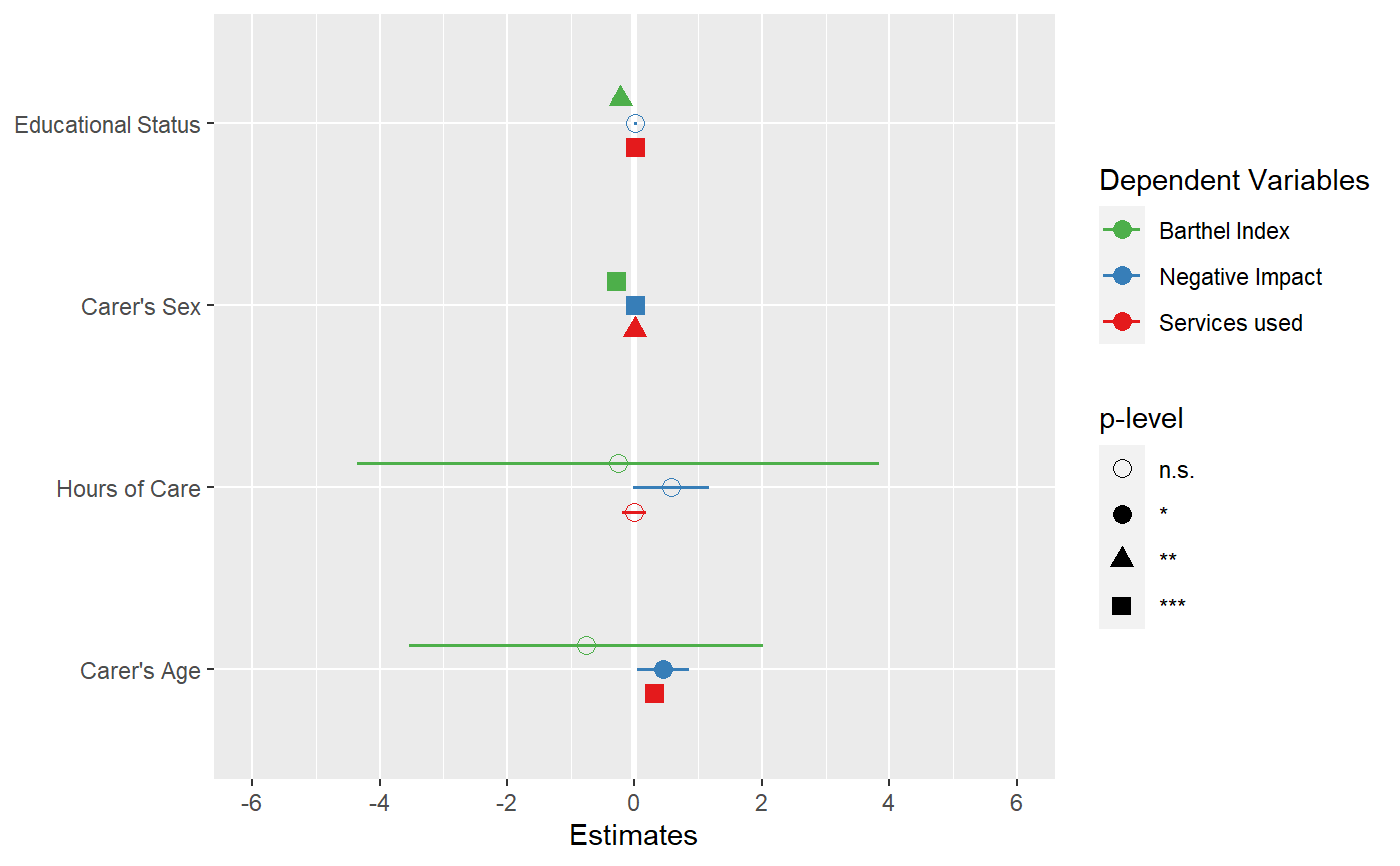 Educational Status
Carer's Sex
Hours of Care
Carer's Age
-6 -4 -2 0 2 4 6
Estimates
Dependent Variables
Barthel Index
Negative Impact
Services used
p-level
n.s.
*
**
***